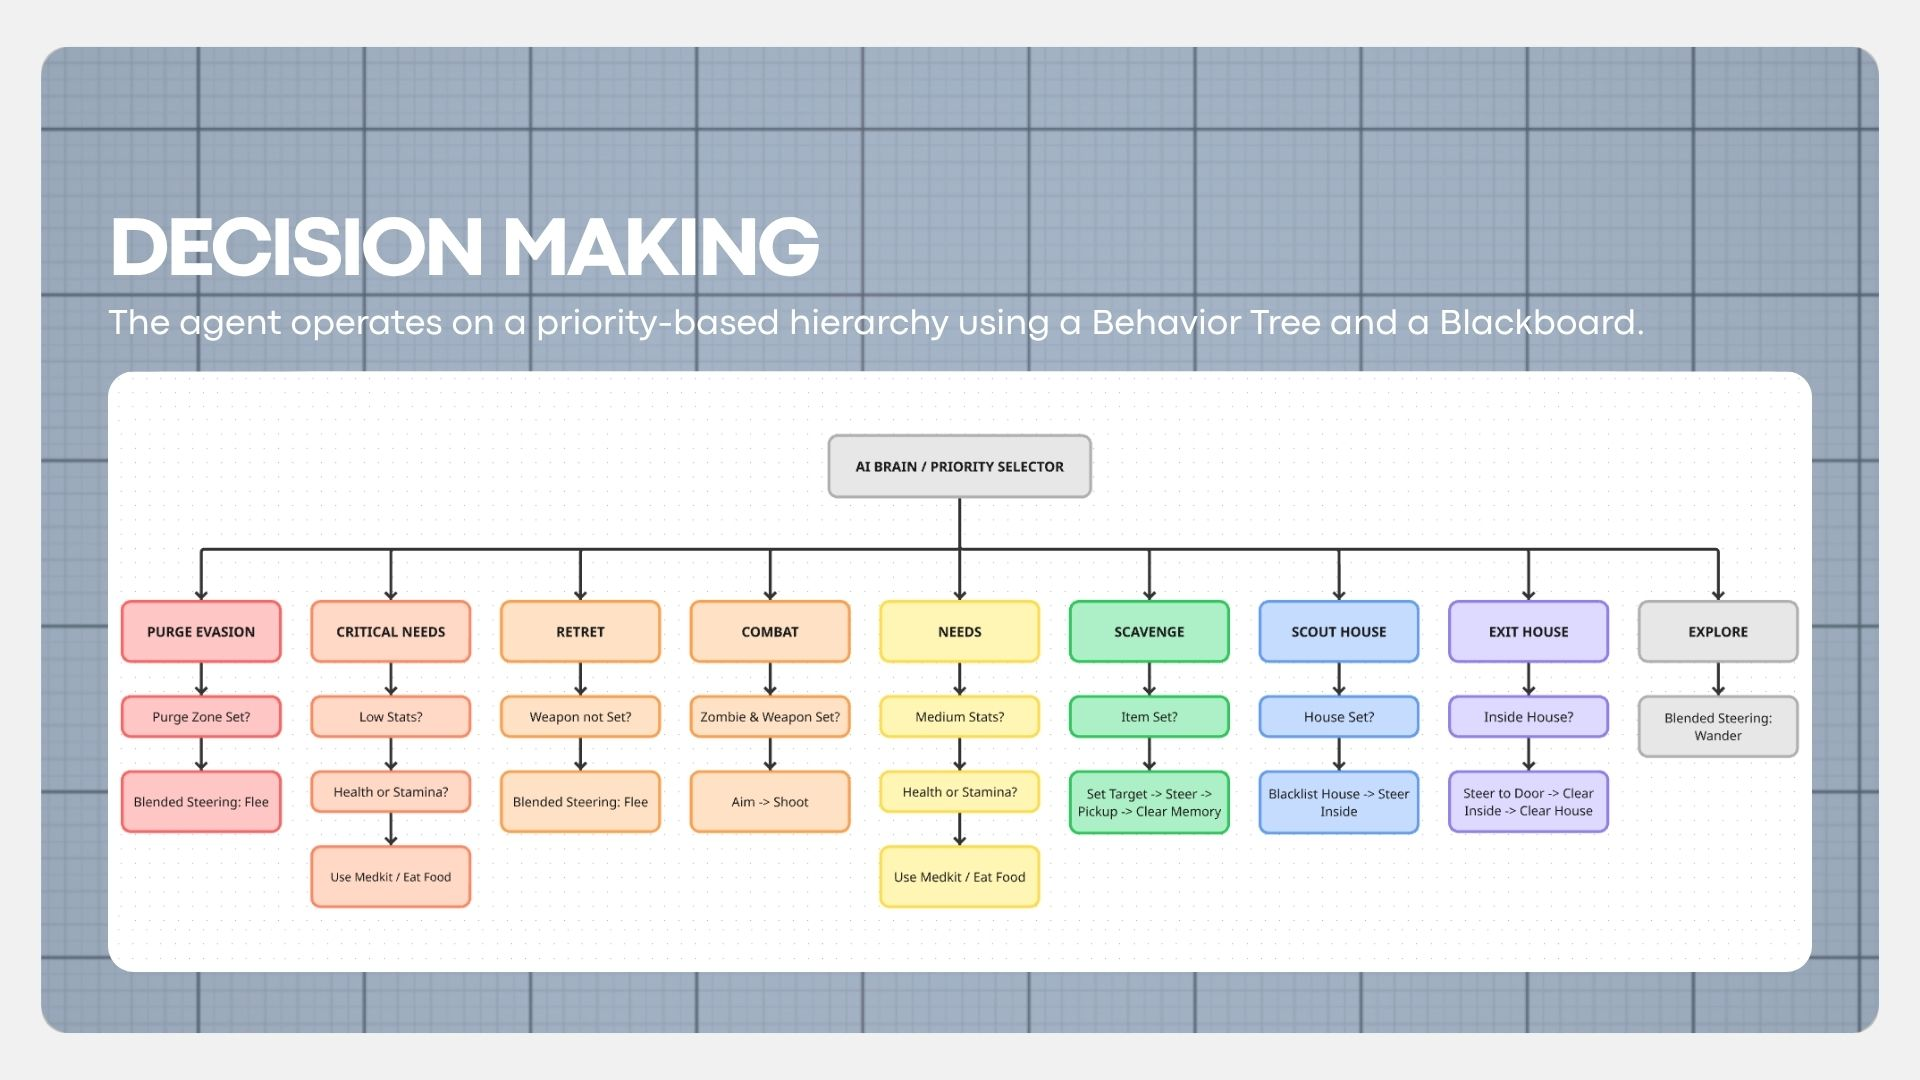 DECISION MAKING
The agent operates on a priority-based hierarchy using a Behavior Tree and a Blackboard.
AI BRAIN / PRIORITY SELECTOR
PURGE EVASION
Purge Zone Set?
Blended Steering: Flee
CRITICAL NEEDS
Low Stats?
Health or Stamina?
Use Medkit / Eat Food
RETRET
Weapon not Set?
Blended Steering: Flee
COMBAT
Zombie & Weapon Set?
Aim -> Shoot
NEEDS
Medium Stats?
Health or Stamina?
Use Medkit / Eat Food
SCAVENGE
Item Set?
Set Target -> Steer ->
Pickup -> Clear Memory
SCOUT HOUSE
House Set?
Blacklist House -> Steer
Inside
EXIT HOUSE
Inside House?
Steer to Door -> Clear
Inside -> Clear House
EXPLORE
Blended Steering:
Wander